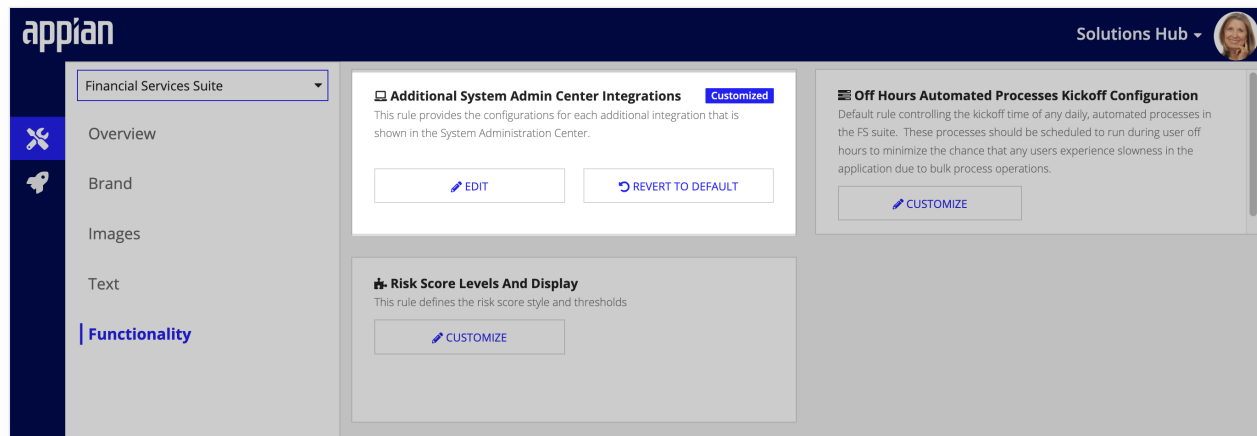 appian
Solutions Hub
Financial Services Suite
Overview
Brand
Images
Text
Functionality
Additional System Admin Center Integrations
Customized
This rule provides the configurations for each additional integration that is
shown in the System Administration Center.
EDIT
REVERT TO DEFAULT
Off Hours Automated Processes Kickoff Configuration
Default rule controlling the kickoff time of any daily, automated processes in
the FS suite. These processes should be scheduled to run during user off
hours to minimize the chance that any users experience slowness in the
application due to bulk process operations.
CUSTOMIZE
Risk Score Levels And Display
This rule defines the risk score style and thresholds
CUSTOMIZE